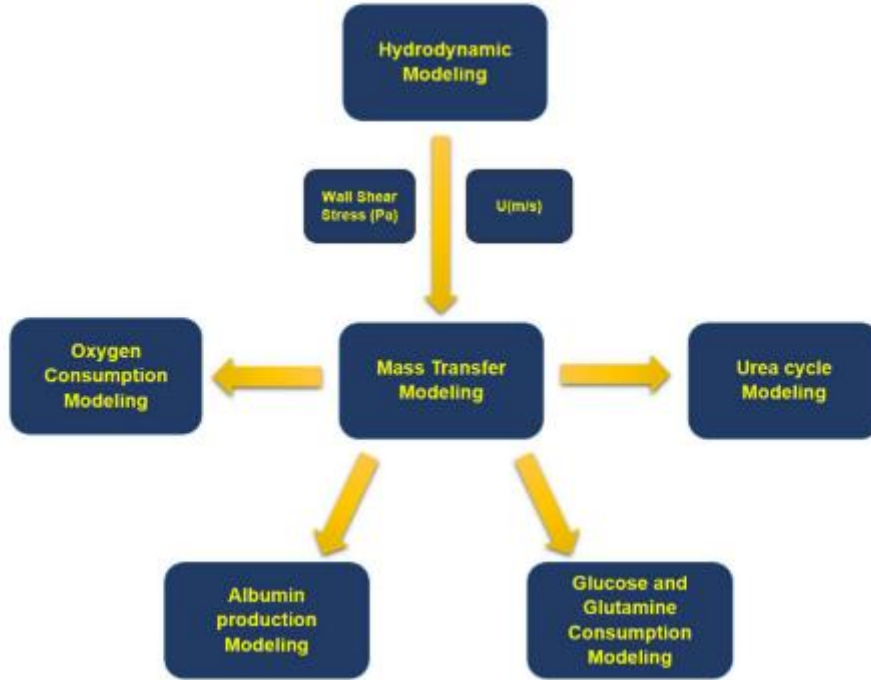 Hydrodynamic
Modeling
Wall Shear
Stress (Pa)
U(m/s)
Oxygen
Consumption
Modeling
Mass Transfer
Modeling
Urea cycle
Modeling
Albumin
production
Modeling
Glucose and
Glutamine
Consumption
Modeling